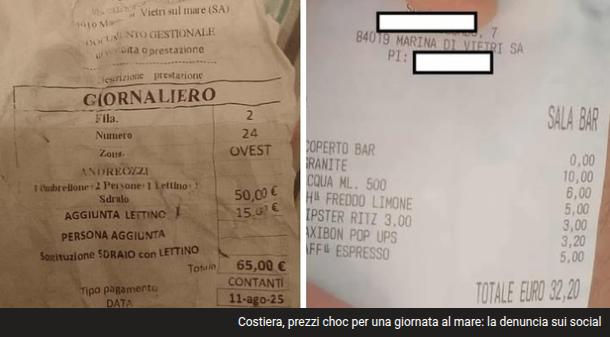 Vietri sul mare (SA)
DOCUMENTO GESTIONALE
o prestazione
Descrizione prestazione
GIORNALIERO
Fila. 2
Numero 24
Zona. OVEST
ANDREOZZI
1 Ombrellone+2 Persone+1 Lettino+
Sdraio 50,00 €
AGGIUNTA LETTINO 1 15,00 €
PERSONA AGGIUNTA
Sostituzione SDRAIO con LETTINO
Totale 65,00 €
Tipo pagamento CONTANTI
DATA 11-ago-25
, 7
84019 MARINA DI VIETRI SA
PI:
SALA BAR
COPERTO BAR 0,00
GRANITE 10,00
CQUA ML. 500 6,00
FREDDO LIMONE 5,00
IPSTER RITZ 3,00 3,00
AXIBON POP UPS 3,20
ESPRESSO 5,00
TOTALE EURO 32,20
Costiera, prezzi choc per una giornata al mare: la denuncia sui social